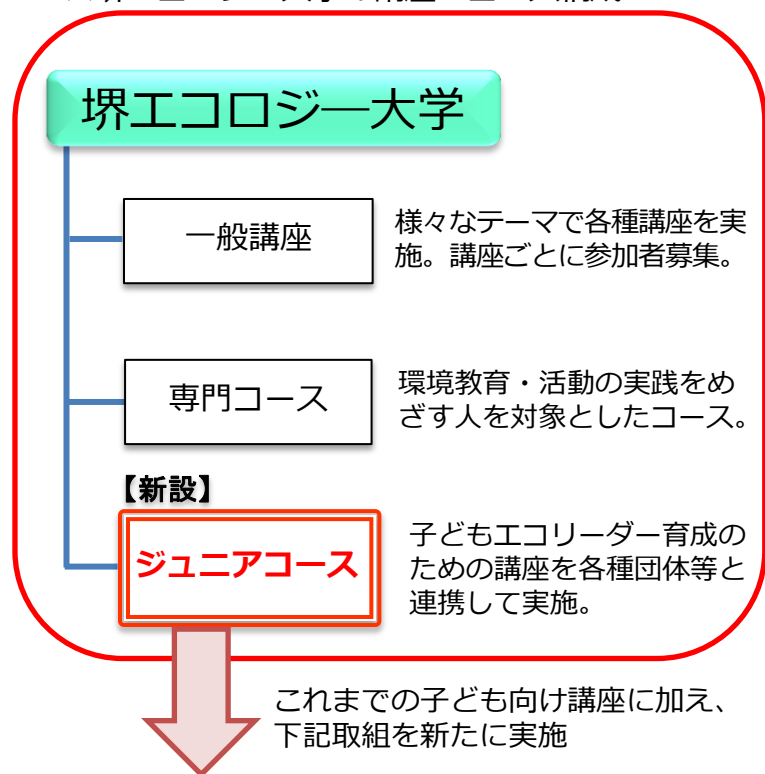 堺エコロジー大学
一般講座
様々なテーマで各種講座を実
施。講座ごとに参加者募集。
専門コース
環境教育・活動の実践をめ
ざす人を対象としたコース。
【新設】
ジュニアコース
子どもエコリーダー育成の
ための講座を各種団体等と
連携して実施。
これまでの子ども向け講座に加え、
下記取組を新たに実施